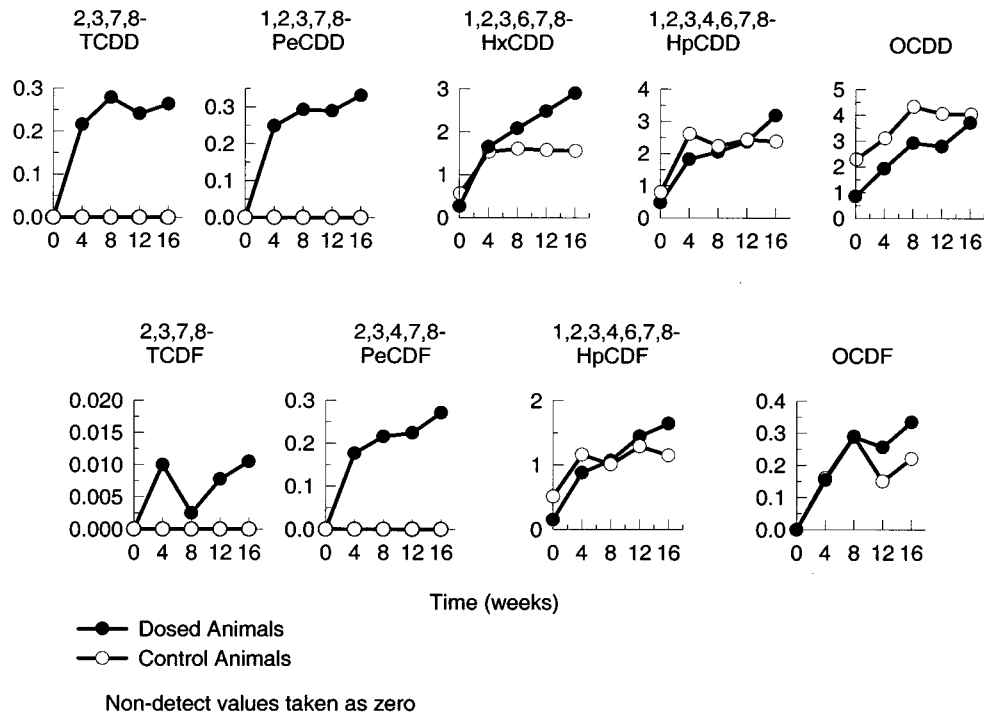 2,3,7,8-
TCDD
1,2,3,7,8-
PeCDD
1,2,3,6,7,8-
HxCDD
1,2,3,4,6,7,8-
HpCDD
OCDD
0.3
0.2
0.1
0.0
0 4 8 12 16
0.3
0.2
0.1
0.0
0 4 8 12 16
3
2
1
0
0 4 8 12 16
4
3
2
1
0
0 4 8 12 16
5
4
3
2
1
0
0 4 8 12 16
2,3,7,8-
TCDF
2,3,4,7,8-
PeCDF
1,2,3,4,6,7,8-
HpCDF
OCDF
0.020
0.015
0.010
0.005
0.000
0 4 8 12 16
0.3
0.2
0.1
0.0
0 4 8 12 16
2
1
0
0 4 8 12 16
0.4
0.3
0.2
0.1
0.0
0 4 8 12 16
Time (weeks)
Dosed Animals
Control Animals
Non-detect values taken as zero